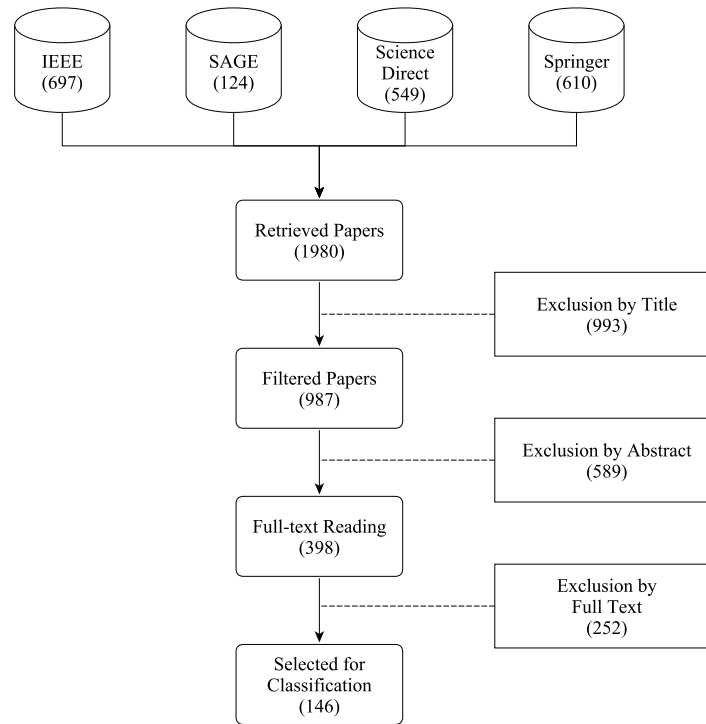 IEEE
(697)
SAGE
(124)
Science
Direct
(549)
Springer
(610)
Retrieved Papers
(1980)
Exclusion by Title
(993)
Filtered Papers
(987)
Exclusion by Abstract
(589)
Full-text Reading
(398)
Exclusion by
Full Text
(252)
Selected for
Classification
(146)